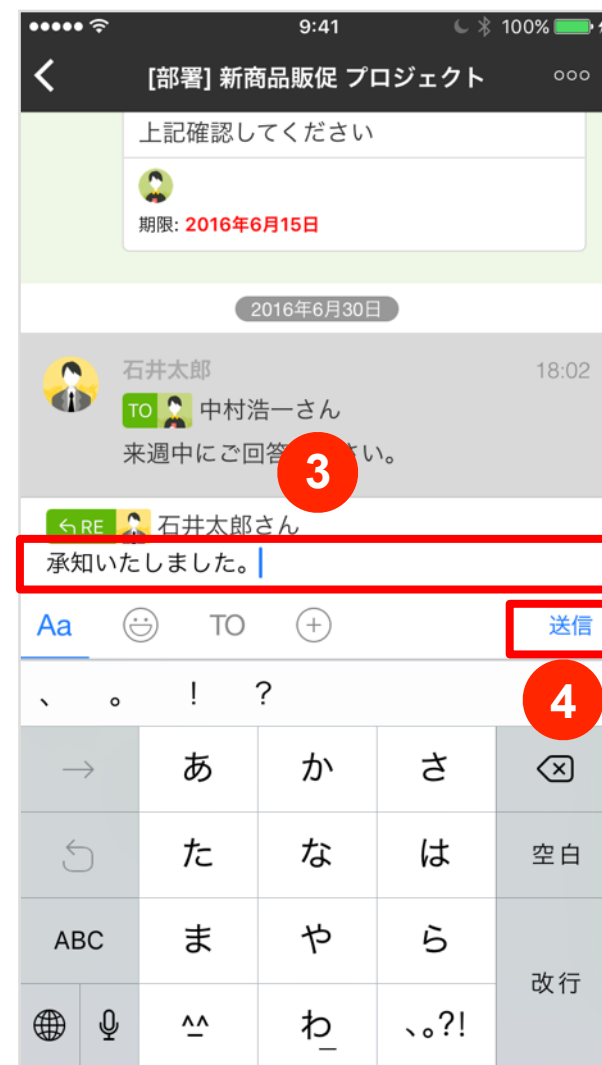 9:41 100%
[部署] 新商品販促 プロジェクト
上記確認してください
期限: 2016年6月15日
2016年6月30日
石井太郎 18:02
TO 中村浩一さん
来週中にご回答 さい。
3
RE 石井太郎さん
承知いたしました。
Aa TO 送信
、 。 ! ?
4
→ あ か さ
た な は 空白
ABC ま や ら
改行
^^ わ 、。?!